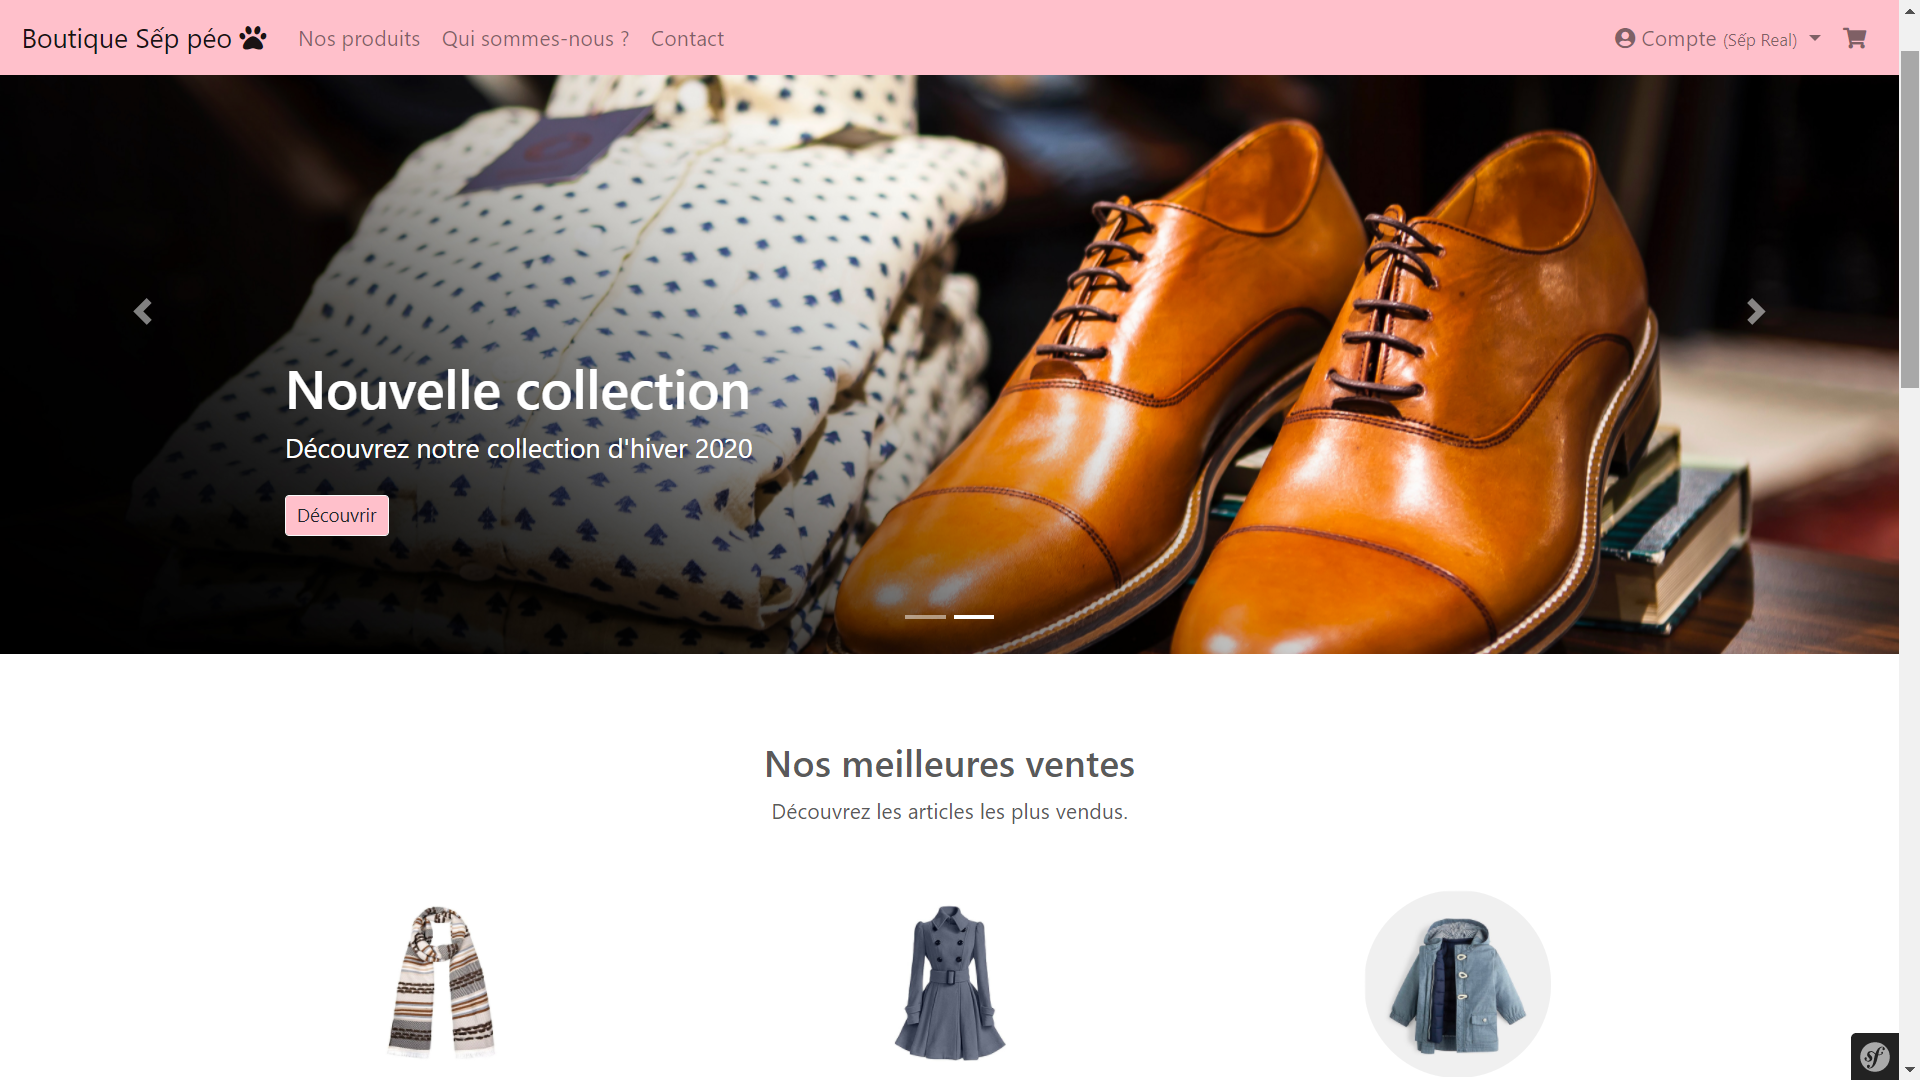 Boutique Sếp péo
Nos produits
Qui sommes-nous ?
Contact
Compte (Sếp Real)
Nouvelle collection
Découvrez notre collection d'hiver 2020
Découvrir
Nos meilleures ventes
Découvrez les articles les plus vendus.
sf